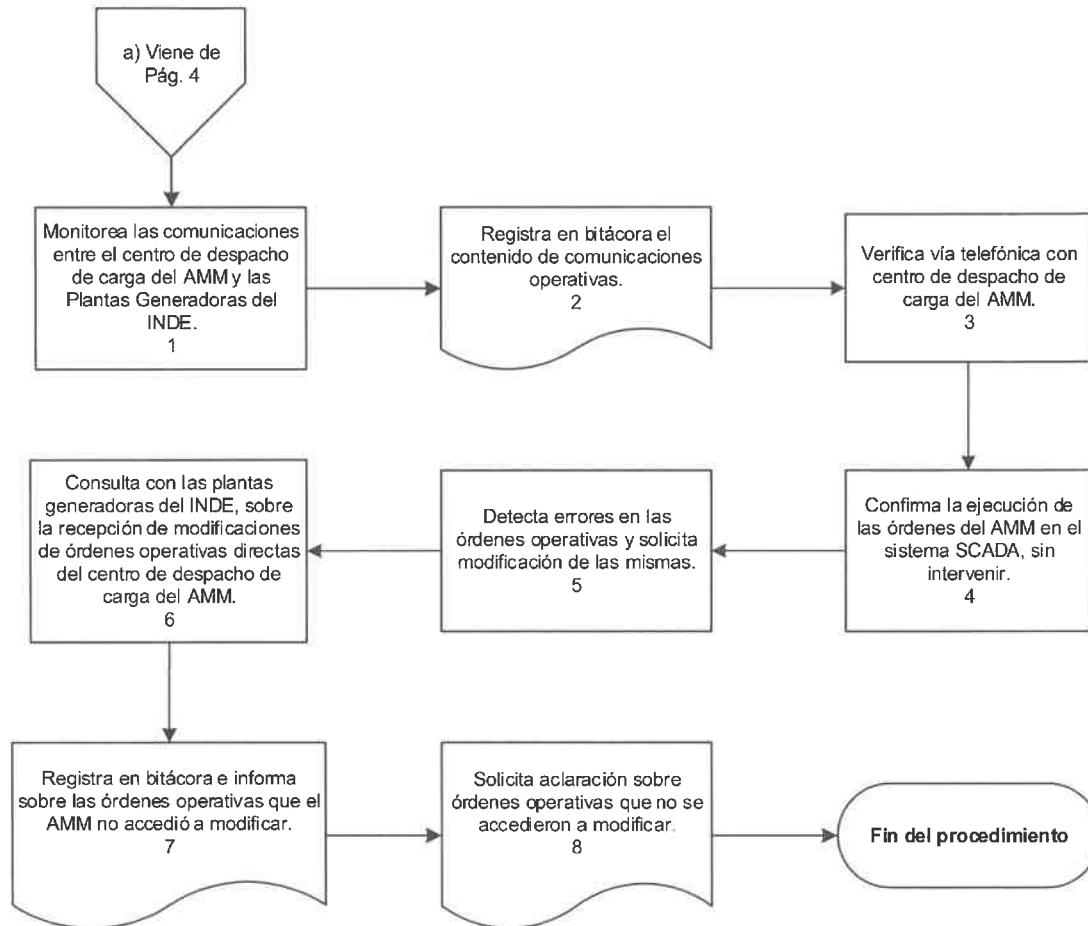 a) Viene de
Pág. 4
Monitorea las comunicaciones
entre el centro de despacho
de carga del AMM y las
Plantas Generadoras del
INDE.
1
Registra en bitácora el
contenido de comunicaciones
operativas.
2
Verifica vía telefónica con
centro de despacho de
carga del AMM.
3
Confirma la ejecución de
las órdenes del AMM en el
sistema SCADA, sin
intervenir.
4
Detecta errores en las
órdenes operativas y solicita
modificación de las mismas.
5
Consulta con las plantas
generadoras del INDE, sobre
la recepción de modificaciones
de órdenes operativas directas
del centro de despacho de
carga del AMM.
6
Registra en bitácora e informa
sobre las órdenes operativas que el
AMM no accedió a modificar.
7
Solicita aclaración sobre
órdenes operativas que no se
accedieron a modificar.
8
Fin del procedimiento